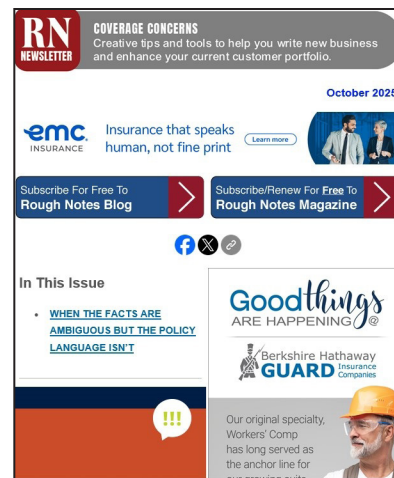 RN
NEWSLETTER
COVERAGE CONCERNS
Creative tips and tools to help you write new business
and enhance your current customer portfolio.
October 2025
emc
INSURANCE
Insurance that speaks
human, not fine print
Learn more
Subscribe For Free To
Rough Notes Blog
Subscribe/Renew For Free To
Rough Notes Magazine
In This Issue
WHEN THE FACTS ARE
AMBIGUOUS BUT THE POLICY
LANGUAGE ISN'T
!!!
Good things
ARE HAPPENING @
Berkshire Hathaway
GUARD Insurance
Companies
Our original specialty,
Workers' Comp
has long served as
the anchor line for
our growing suite